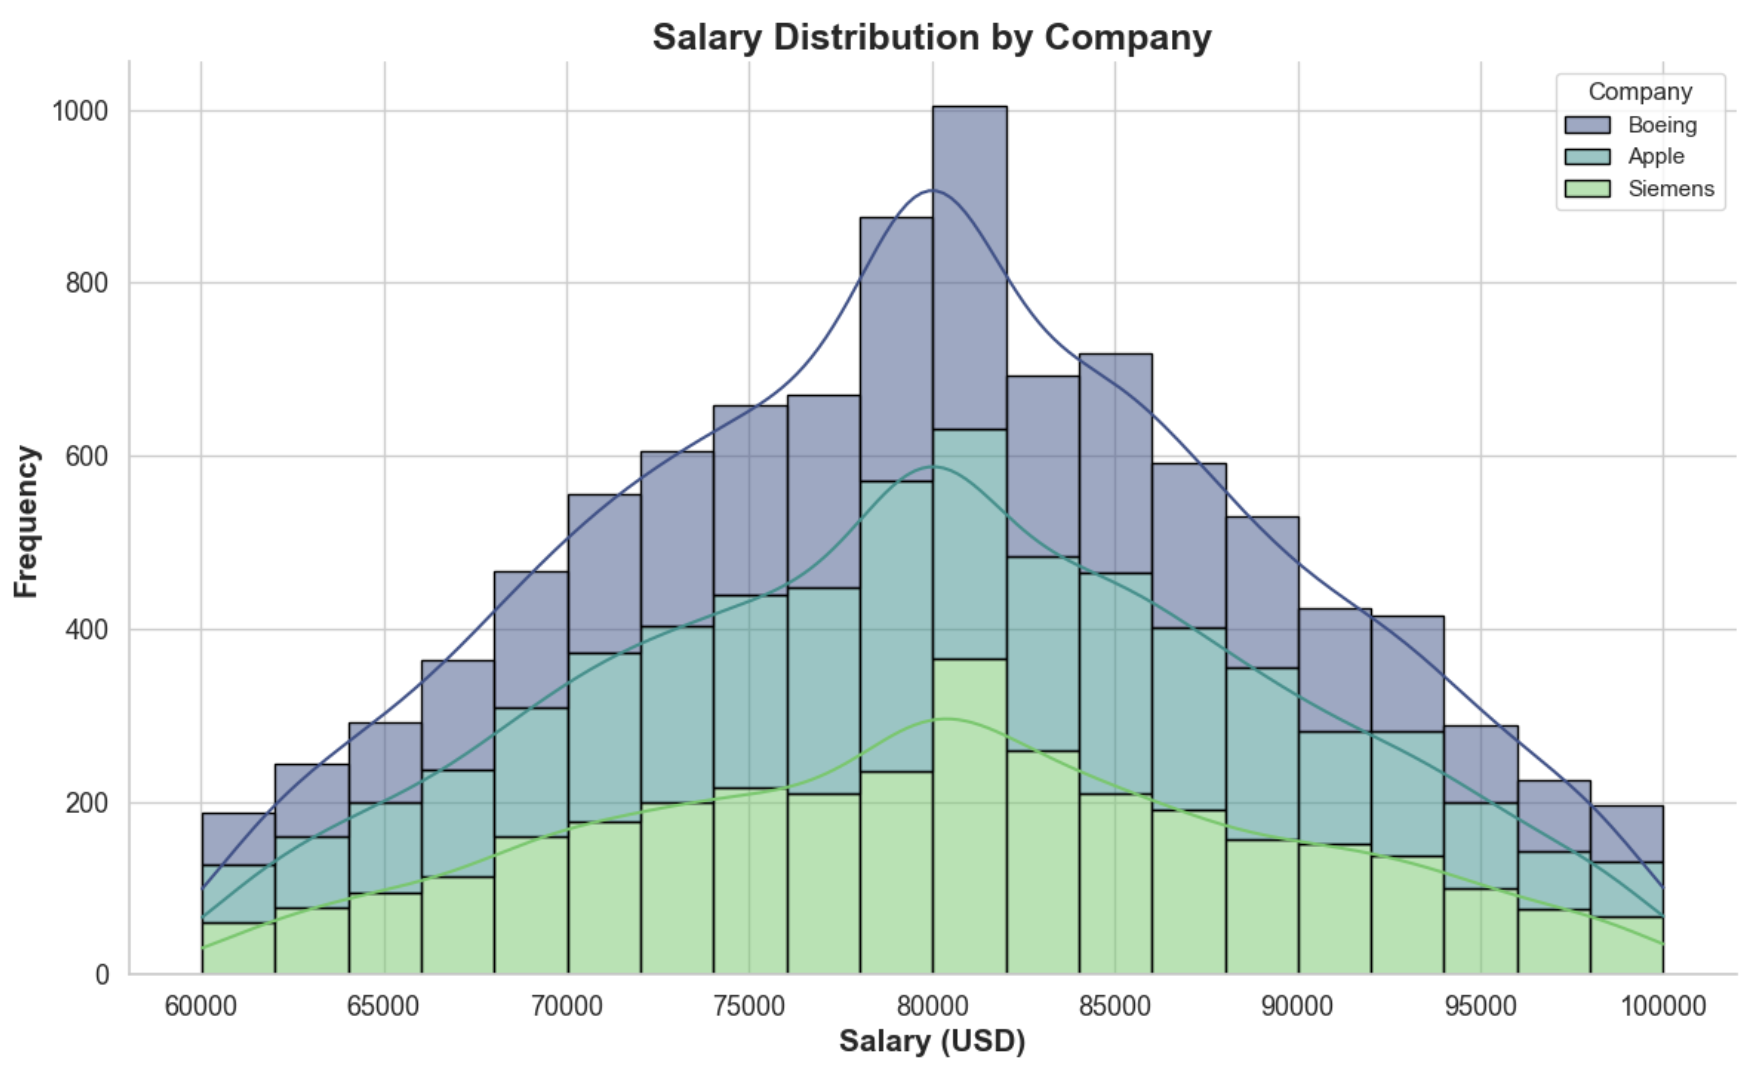 Salary Distribution by Company
Company
Boeing
Apple
Siemens
Frequency
1000
800
600
400
200
0
60000 65000 70000 75000 80000 85000 90000 95000 100000
Salary (USD)